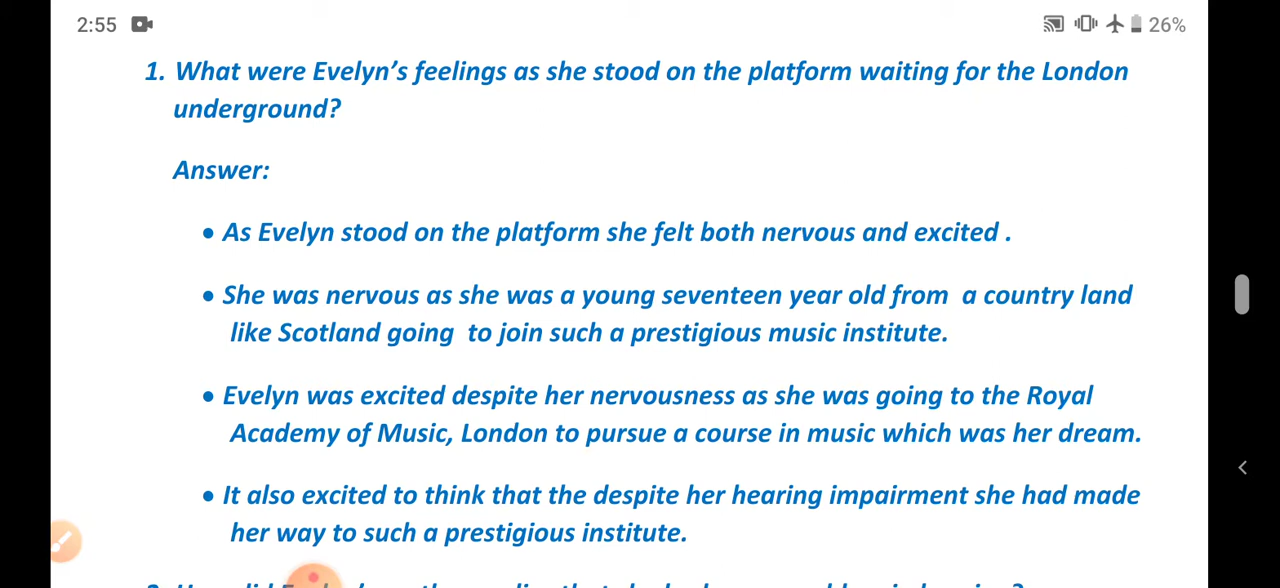 2:55 26%
1. What were Evelyn’s feelings as she stood on the platform waiting for the London
underground?
Answer:
• As Evelyn stood on the platform she felt both nervous and excited .
• She was nervous as she was a young seventeen year old from a country land
like Scotland going to join such a prestigious music institute.
• Evelyn was excited despite her nervousness as she was going to the Royal
Academy of Music, London to pursue a course in music which was her dream.
• It also excited to think that the despite her hearing impairment she had made
her way to such a prestigious institute.